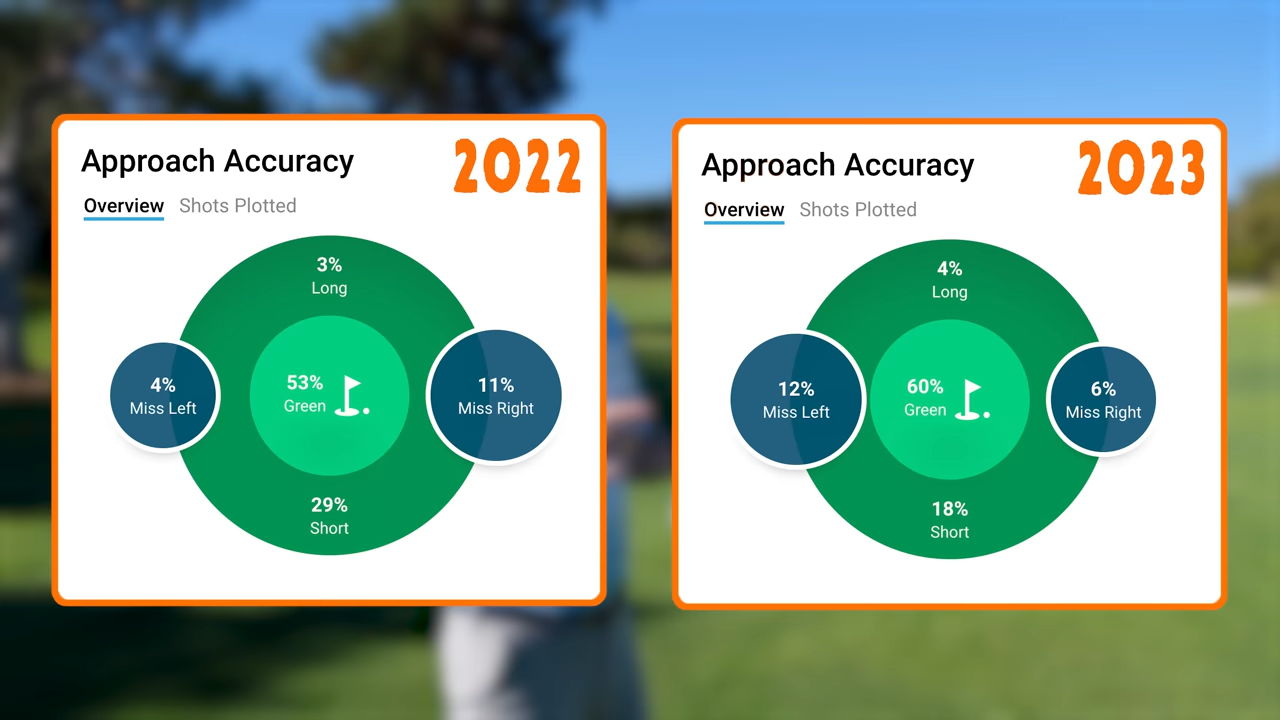 Approach Accuracy
2022
Overview Shots Plotted
3%
Long
4%
Miss Left
53%
Green
11%
Miss Right
29%
Short
Approach Accuracy
2023
Overview Shots Plotted
4%
Long
12%
Miss Left
60%
Green
6%
Miss Right
18%
Short